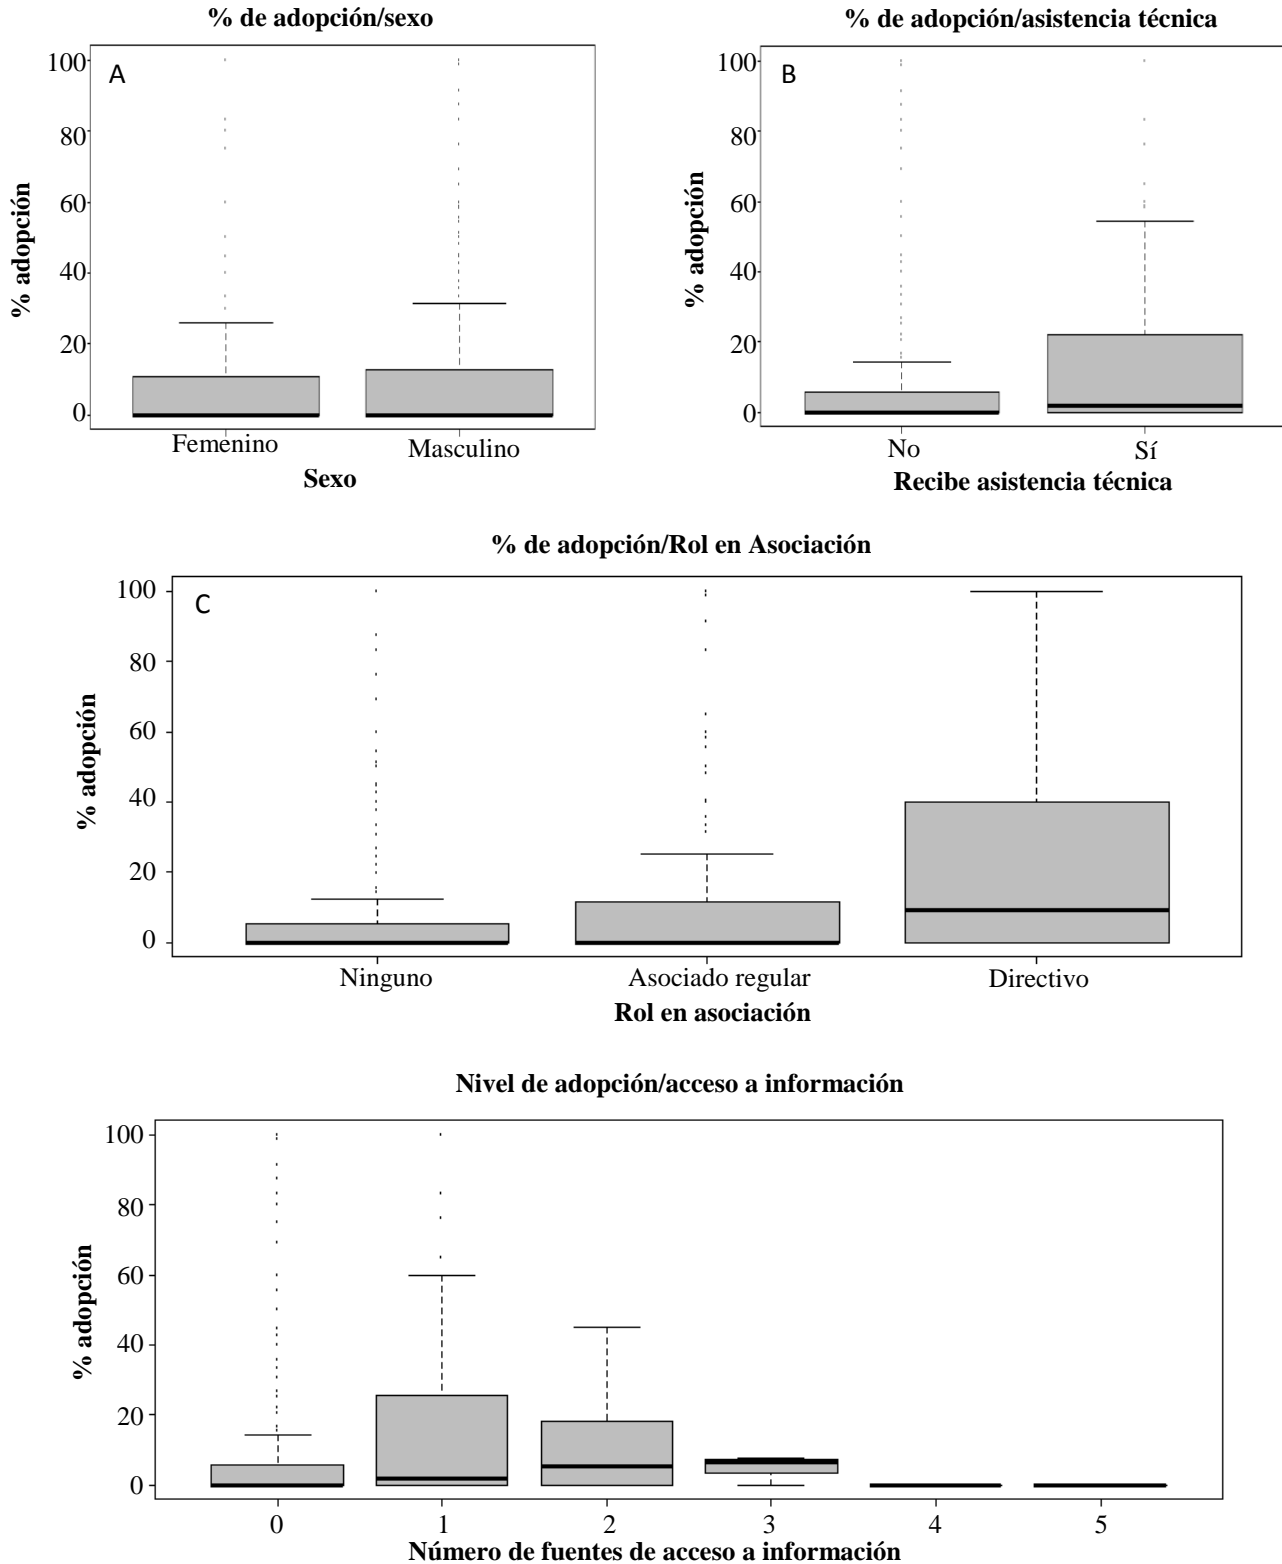 % de adopción/sexo
A
100
80
60
40
20
0
% adopción
Femenino Masculino
Sexo
% de adopción/asistencia técnica
B
100
80
60
40
20
0
% adopción
No Sí
Recibe asistencia técnica
% de adopción/Rol en Asociación
C
100
80
60
40
20
0
% adopción
Ninguno Asociado regular Directivo
Rol en asociación
Nivel de adopción/acceso a información
100
80
60
40
20
0
% adopción
0 1 2 3 4 5
Número de fuentes de acceso a información